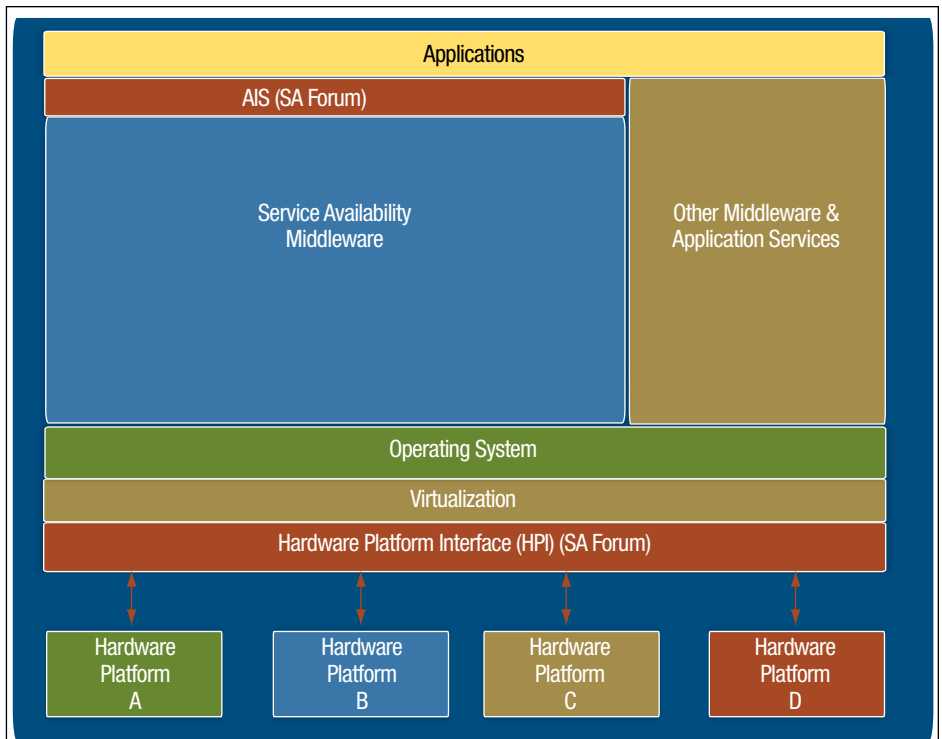 Applications
AIS (SA Forum)
Service Availability
Middleware
Other Middleware &
Application Services
Operating System
Virtualization
Hardware Platform Interface (HPI) (SA Forum)
Hardware
Platform
A
Hardware
Platform
B
Hardware
Platform
C
Hardware
Platform
D